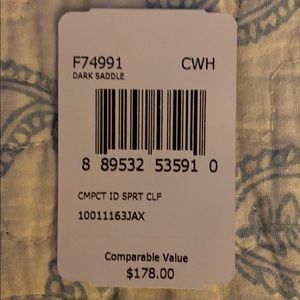 F74991 CWH
DARK SADDLE
8 89532 53591 0
CMPCT ID SPRT CLF
10011163JAX
Comparable Value
$178.00